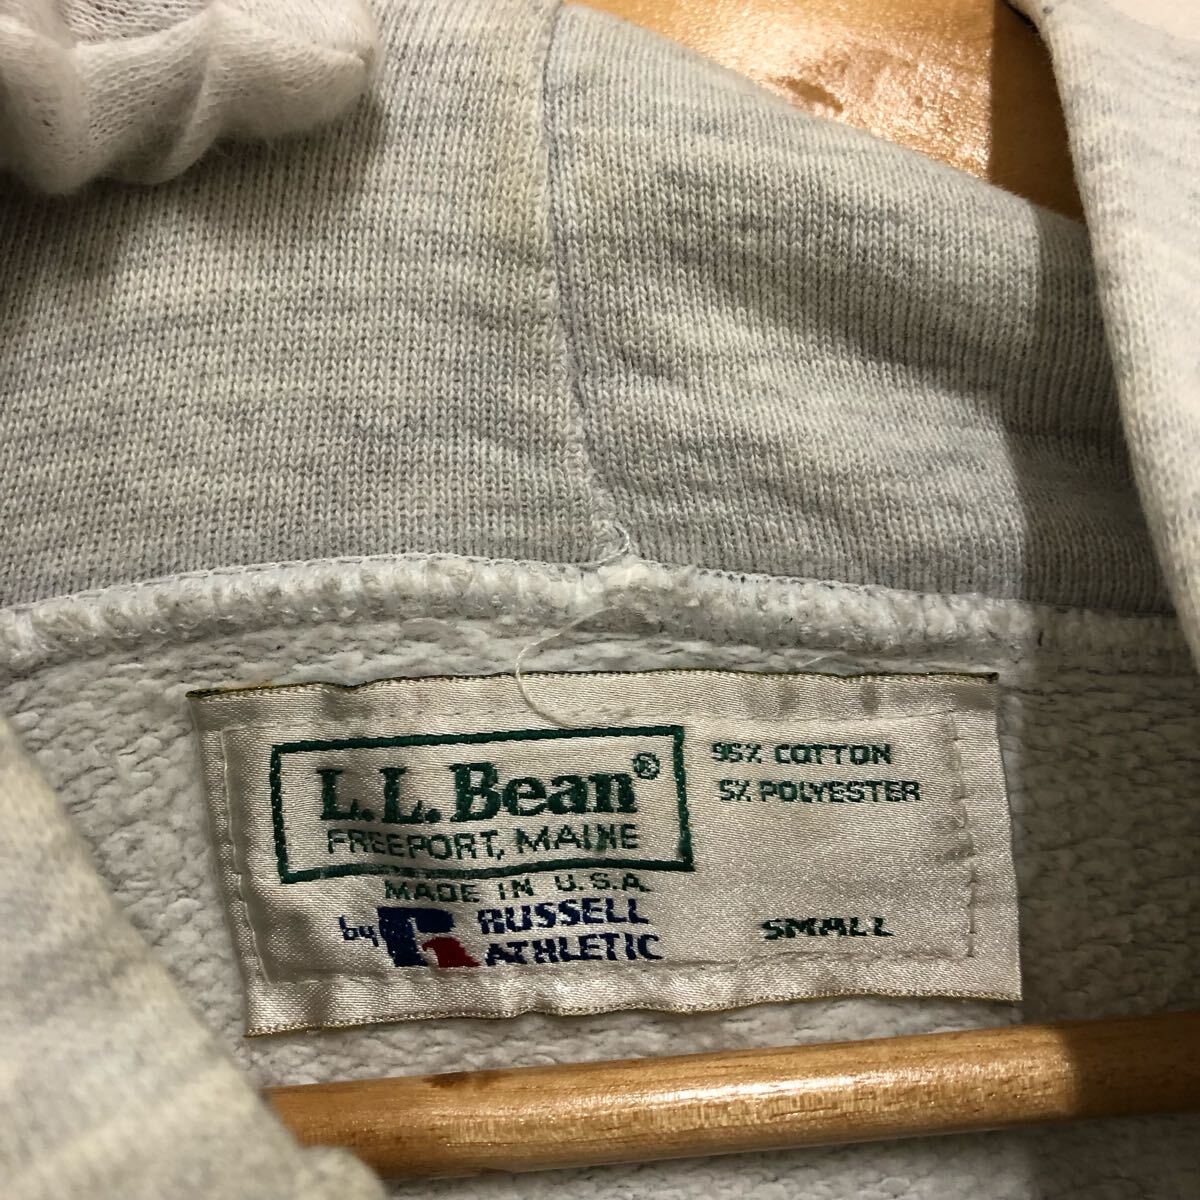 L.L.Bean®
FREEPORT, MAINE
MADE IN U.S.A.
by RUSSELL
ATHLETIC
95% COTTON
5% POLYESTER
SMALL